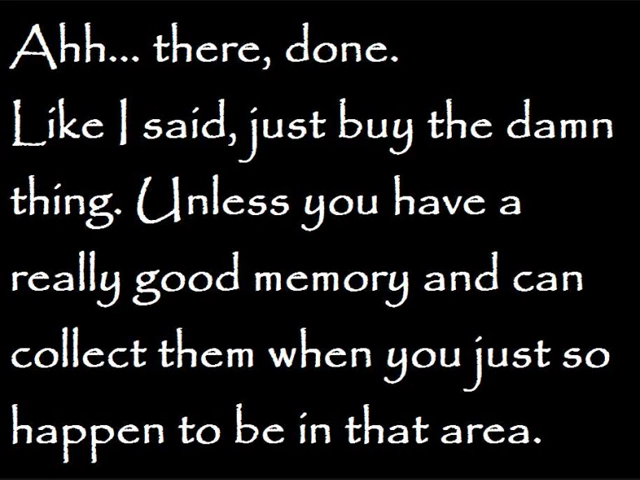 Ahh... there, done.
Like I said, just buy the damn
thing. Unless you have a
really good memory and can
collect them when you just so
happen to be in that area.